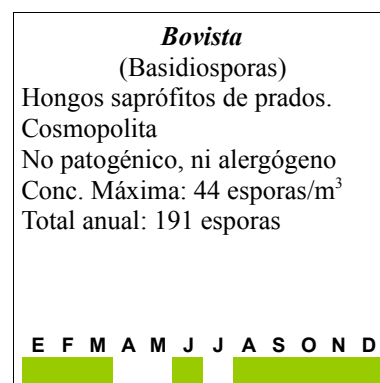 Bovista
(Basidiosporas)
Hongos saprófitos de prados.
Cosmopolita
No patogénico, ni alergógeno
Conc. Máxima: 44 esporas/m³
Total anual: 191 esporas
E F M A M J J A S O N D